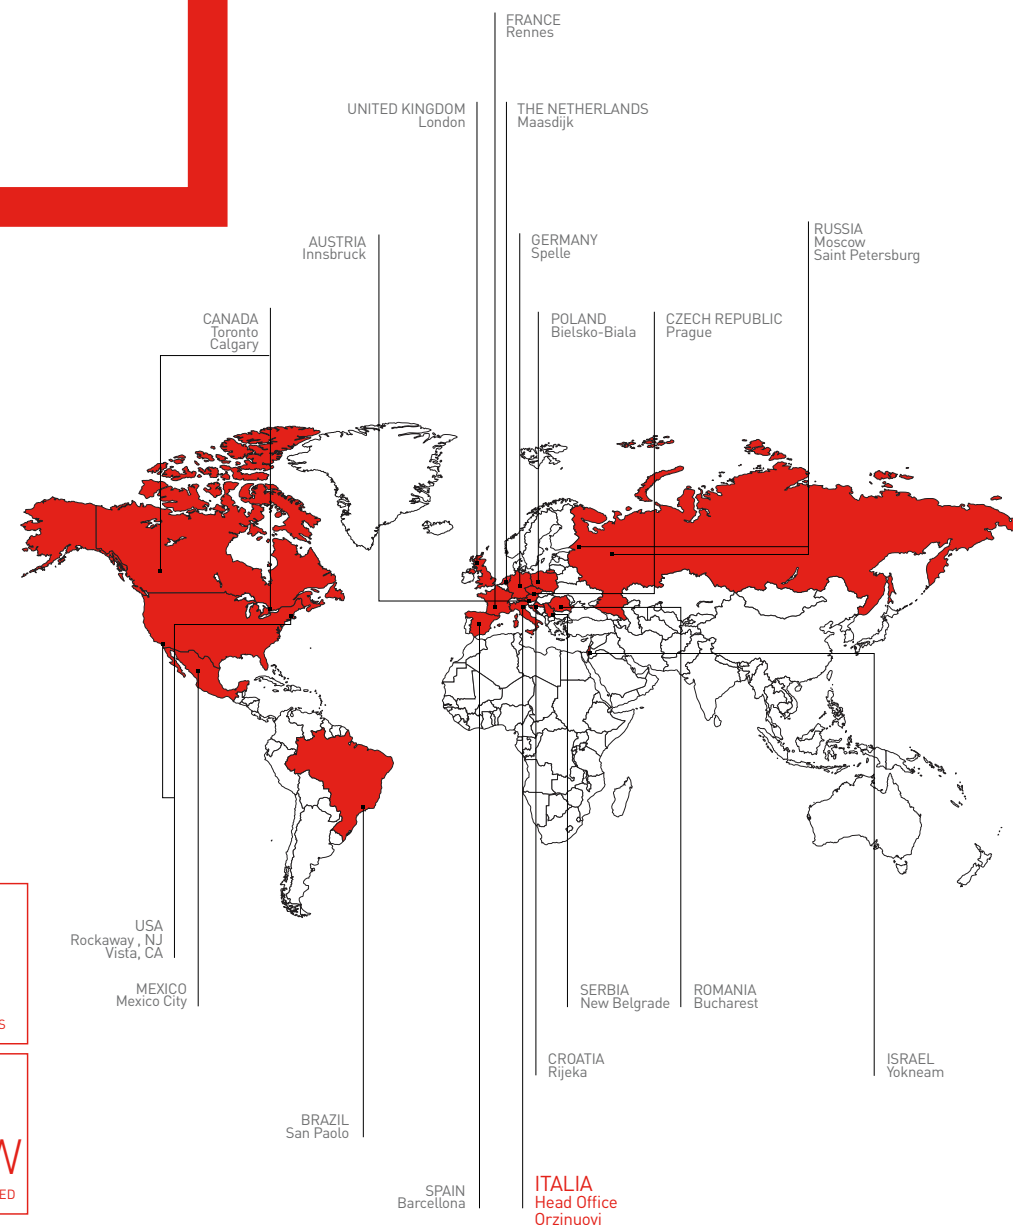 FRANCE
Rennes
UNITED KINGDOM
London
THE NETHERLANDS
Maasdijk
AUSTRIA
Innsbruck
GERMANY
Spelle
RUSSIA
Moscow
Saint Petersburg
CANADA
Toronto
Calgary
POLAND
Bielsko-Biala
CZECH REPUBLIC
Prague
USA
Rockaway , NJ
Vista, CA
MEXICO
Mexico City
SERBIA
New Belgrade
ROMANIA
Bucharest
S
CROATIA
Rijeka
ISRAEL
Yokneam
BRAZIL
San Paolo
W
ED
SPAIN
Barcellona
ITALIA
Head Office
Orzinuovi